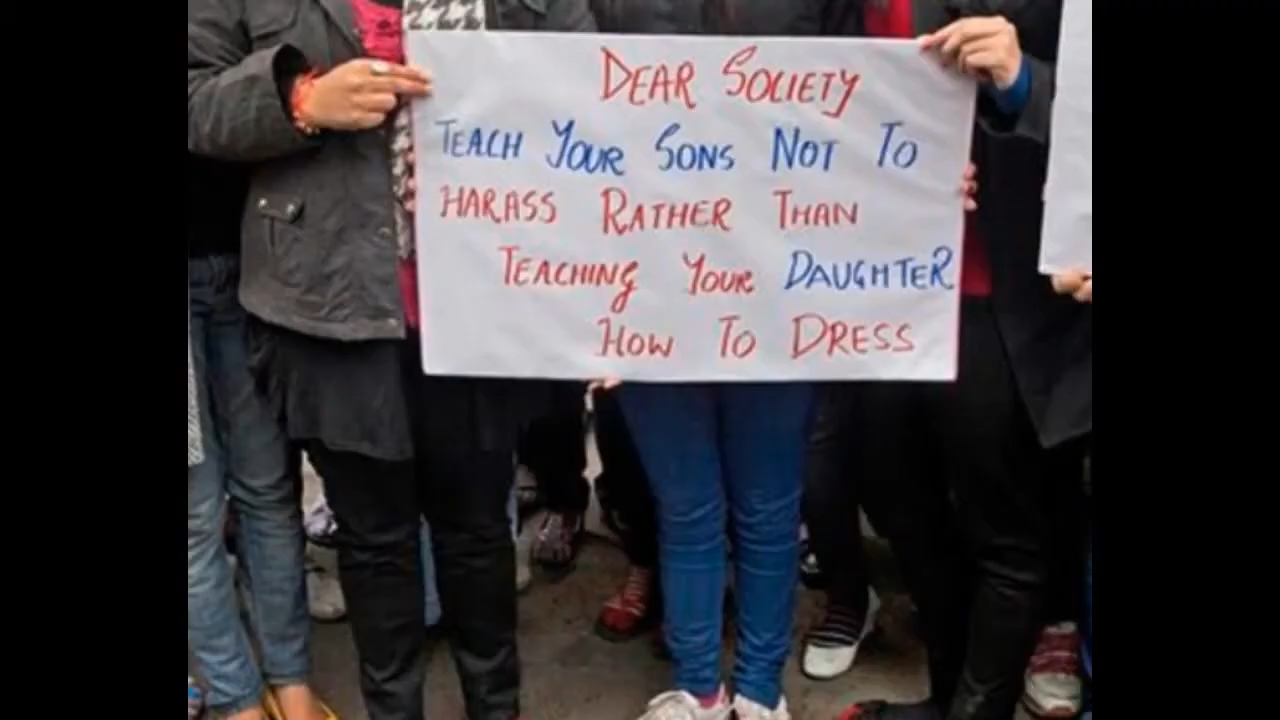 DEAR SOCIETY
TEACH YOUR SONS NOT TO
HARASS RATHER THAN
TEACHING YOUR DAUGHTER
HOW TO DRESS